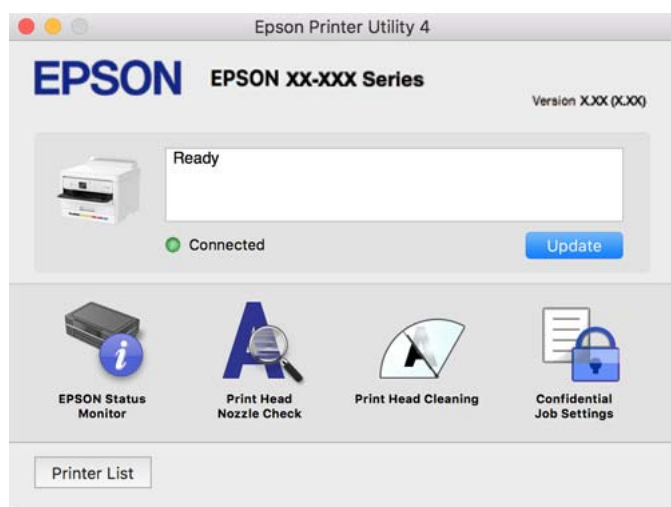 Epson Printer Utility 4
EPSON
EPSON XX-XXX Series
Version X.XX (X.XX)
Ready
Connected
Update
EPSON Status
Monitor
Print Head
Nozzle Check
Print Head Cleaning
Confidential
Job Settings
Printer List